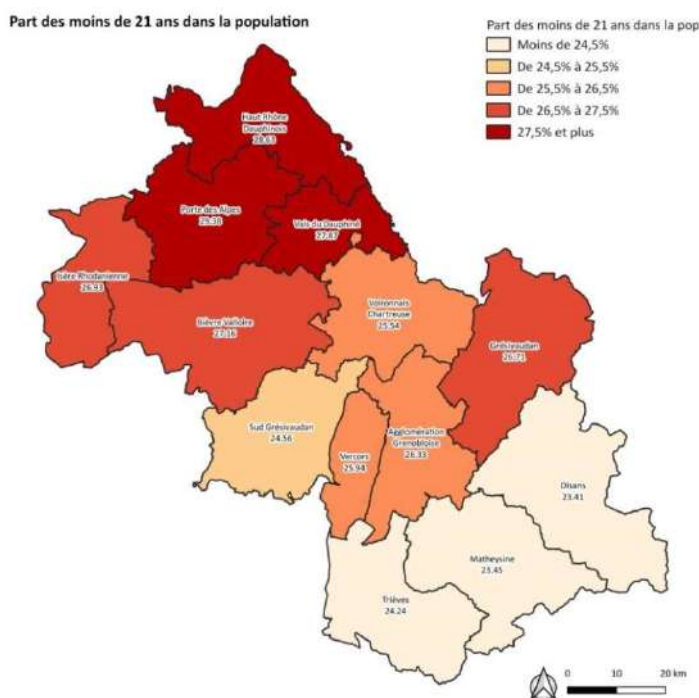 Part des moins de 21 ans dans la population
Part des moins de 21 ans dans la pop
Moins de 24,5%
De 24,5% à 25,5%
De 25,5% à 26,5%
De 26,5% à 27,5%
27,5% et plus
Haut Rhône
Dauphinois
28.63
Porte des Alpes
Vals du Dauphiné
27.87
Isère Rhodanienne
26.93
Bièvre Valloire
27.16
Voironnais
Chartreuse
25.54
Grésivaudan
26.71
Sud Grésivaudan
24.56
Vercors
25.94
Agglomération
Grenobloise
26.33
Oisans
23.41
Matheysine
23.45
Trièves
24.24
0 10 20 km